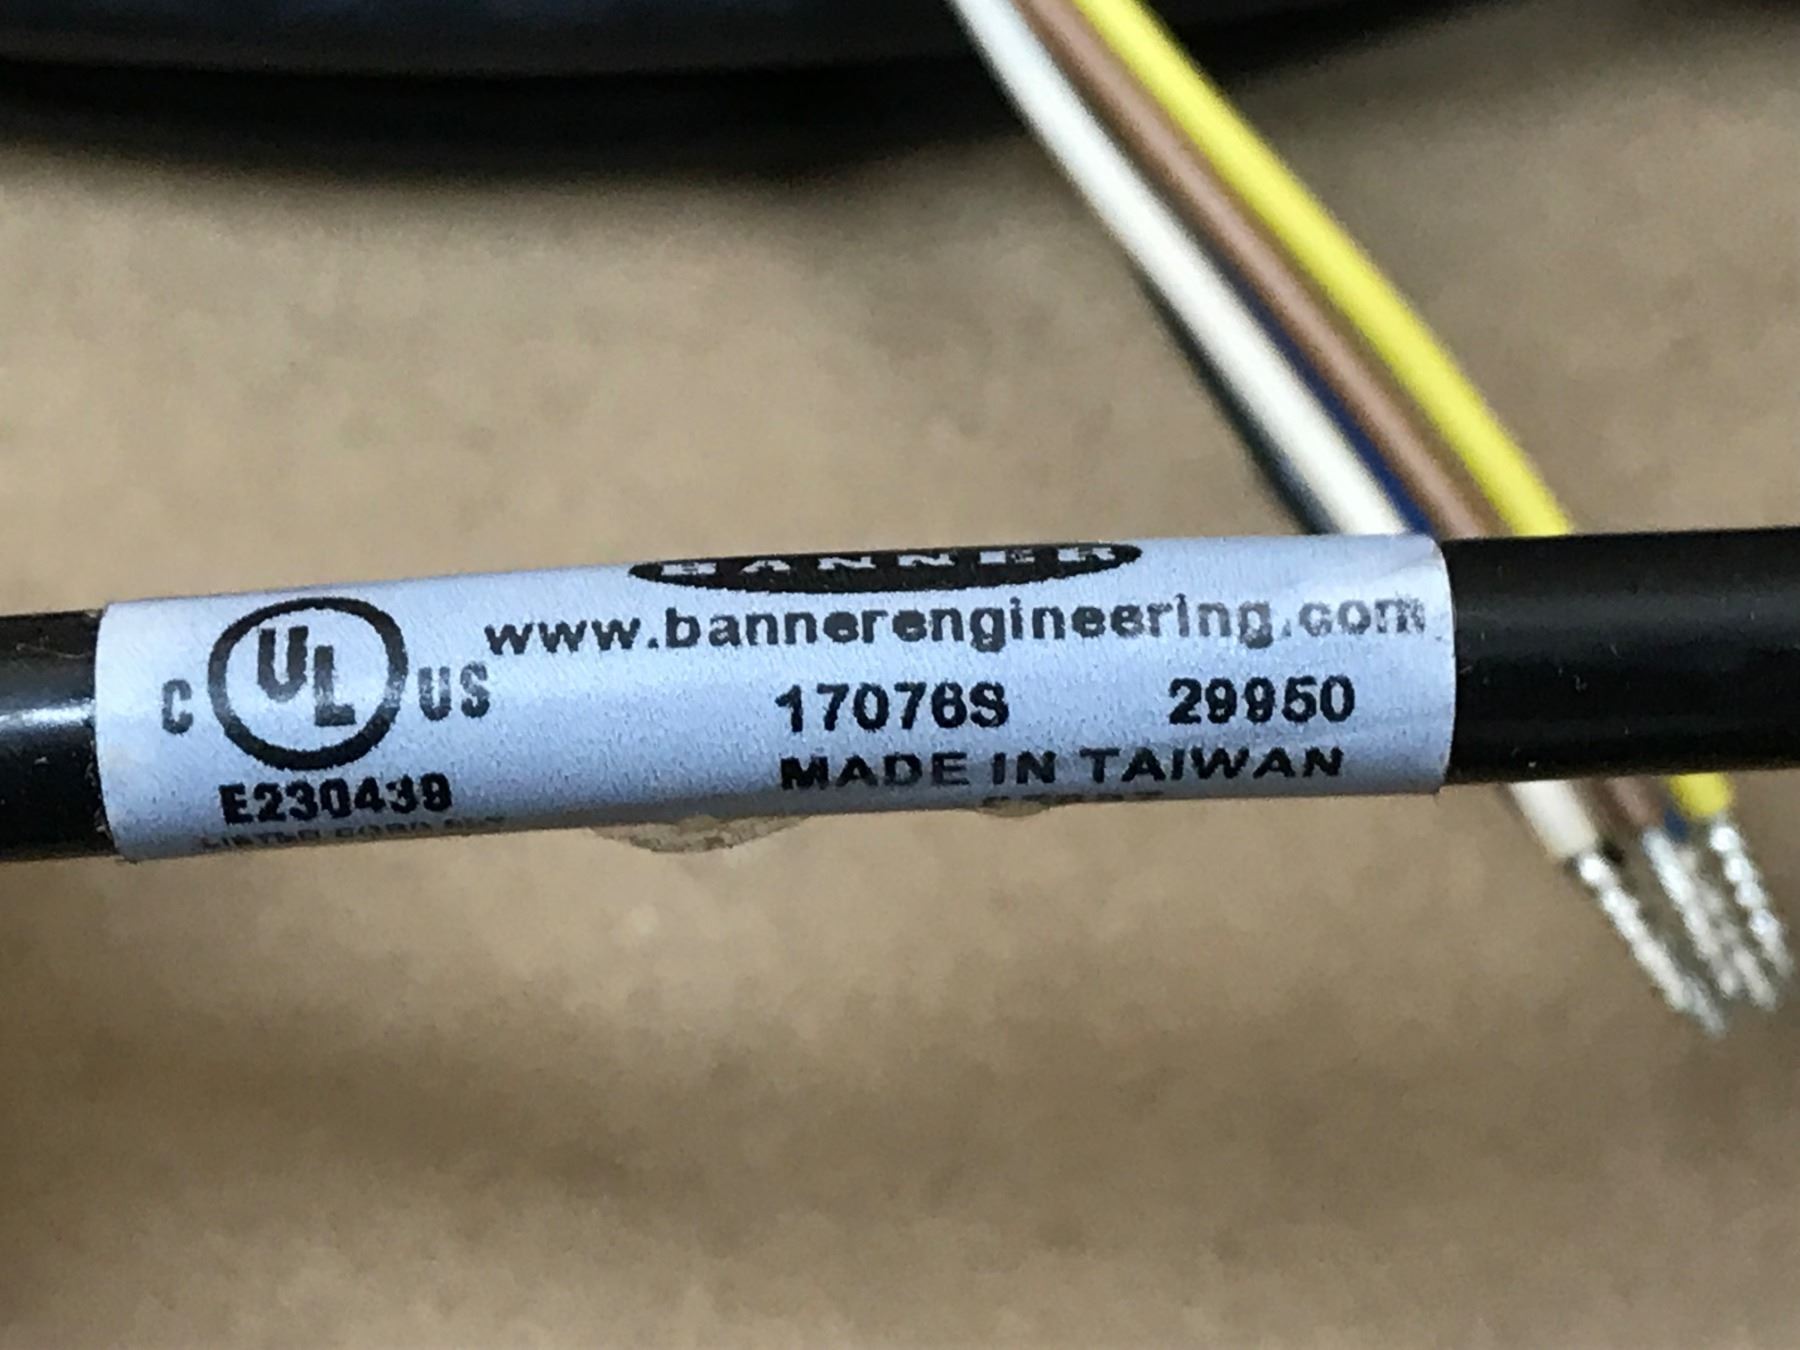 BANNER
www.bannerengineering.com
C UL US
17076S 29950
MADE IN TAIWAN
E230439